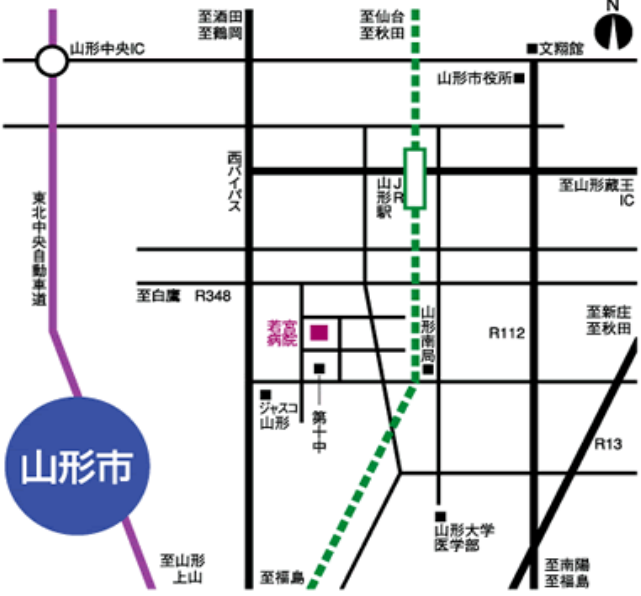 N
至酒田
至鶴岡
至仙台
至秋田
山形中央IC
文翔館
山形市役所
西バイパス
JR
山形駅
至山形蔵王
IC
東北中央自動車道
至白鷹 R348
若宮
病院
山形南局
R112
至新庄
至秋田
ジャスコ
山形
第十中
R13
山形市
山形大学
医学部
至山形
上山
至福島
至南陽
至福島